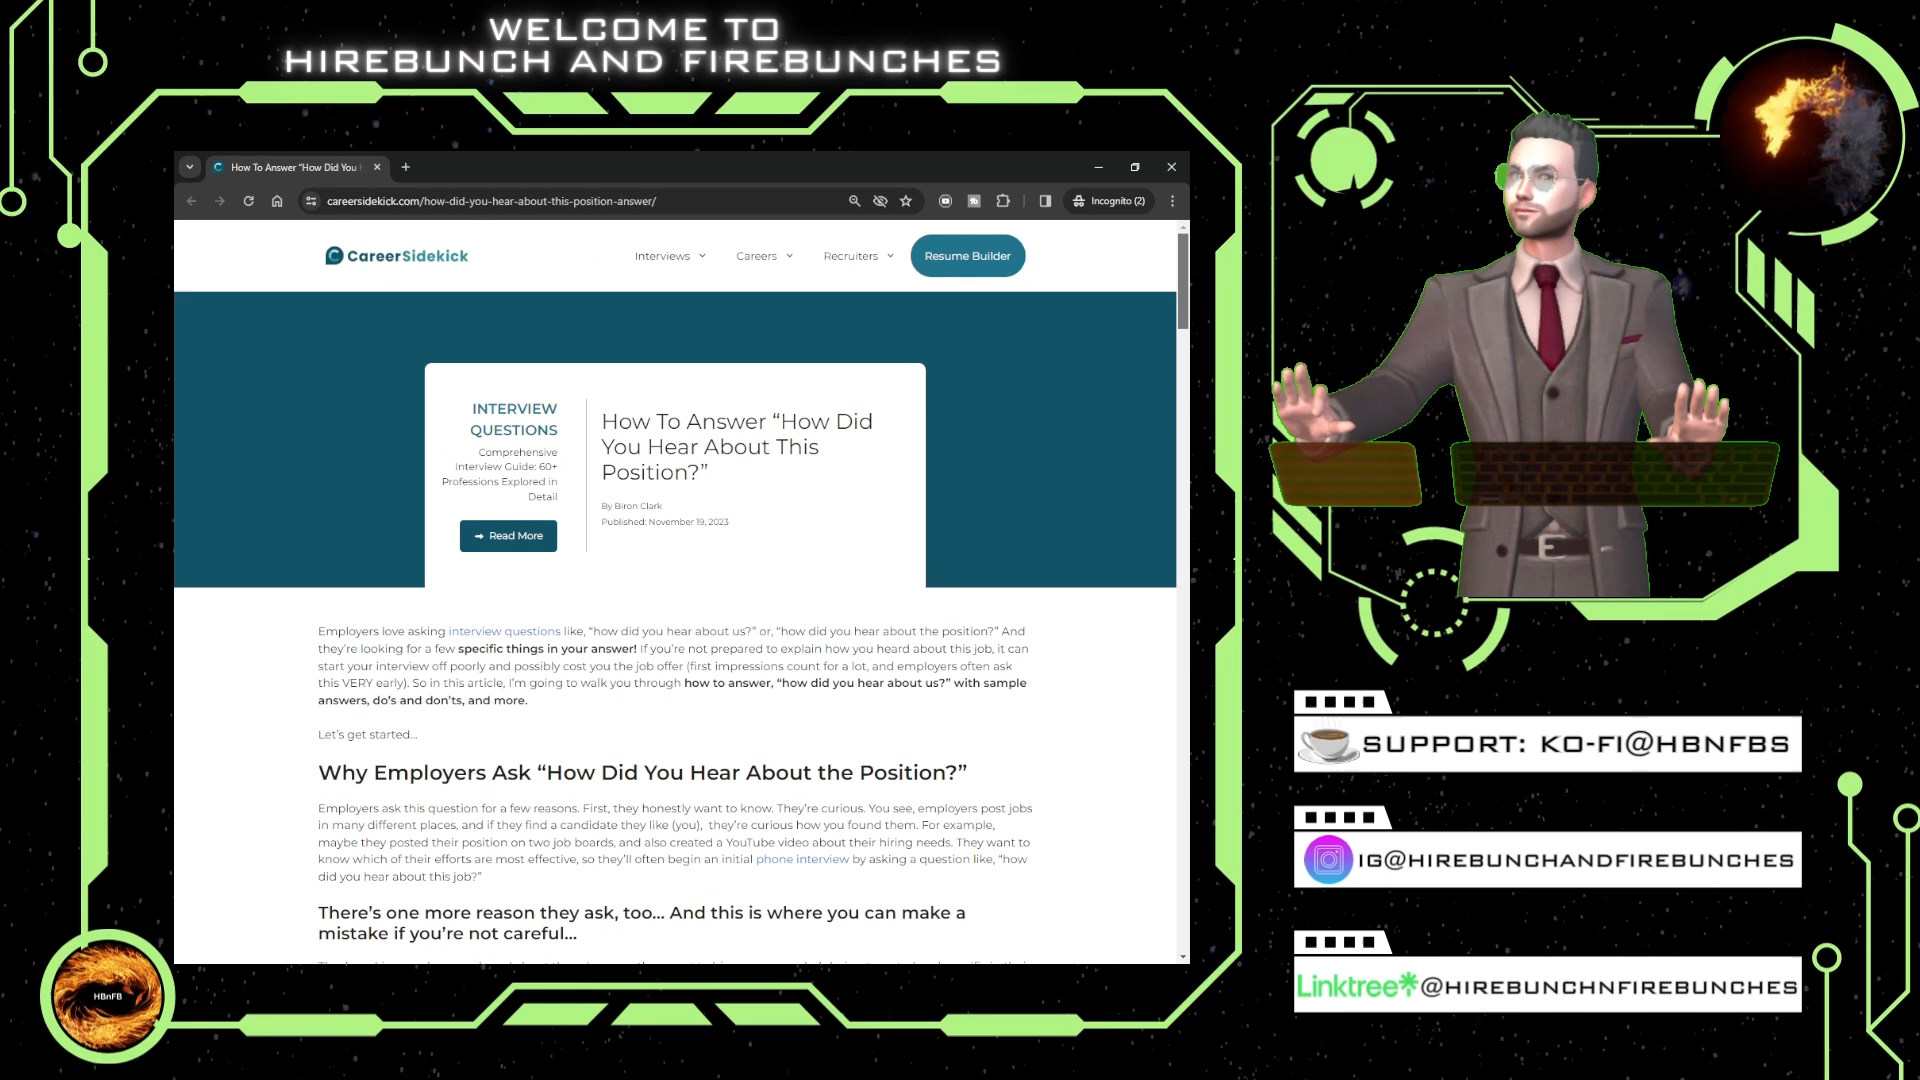 WELCOME TO
HIREBUNCH AND FIREBUNCHES
How To Answer “How Did You
careersidekick.com/how-did-you-hear-about-this-position-answer/
Incognito (2)
CareerSidekick
Interviews
Careers
Recruiters
Resume Builder
INTERVIEW
QUESTIONS
Comprehensive
Interview Guide: 60+
Professions Explored in
Detail
Read More
How To Answer “How Did
You Hear About This
Position?”
By Biron Clark
Published: November 19, 2023
Employers love asking interview questions like, “how did you hear about us?” or, “how did you hear about the position?” And
they’re looking for a few specific things in your answer! If you’re not prepared to explain how you heard about this job, it can
start your interview off poorly and possibly cost you the job offer (first impressions count for a lot, and employers often ask
this VERY early). So in this article, I’m going to walk you through how to answer, “how did you hear about us?” with sample
answers, do’s and don’ts, and more.
Let’s get started…
Why Employers Ask “How Did You Hear About the Position?”
Employers ask this question for a few reasons. First, they honestly want to know. They’re curious. You see, employers post jobs
in many different places, and if they find a candidate they like (you), they’re curious how you found them. For example,
maybe they posted their position on two job boards, and also created a YouTube video about their hiring needs. They want to
know which of their efforts are most effective, so they’ll often begin an initial phone interview by asking a question like, “how
did you hear about this job?”
There’s one more reason they ask, too… And this is where you can make a
mistake if you’re not careful…
SUPPORT: KO-FI@HBNFBS
IG@HIREBUNCHANDFIREBUNCHES
Linktree*@HIREBUNCHNFIREBUNCHES
HBnFB